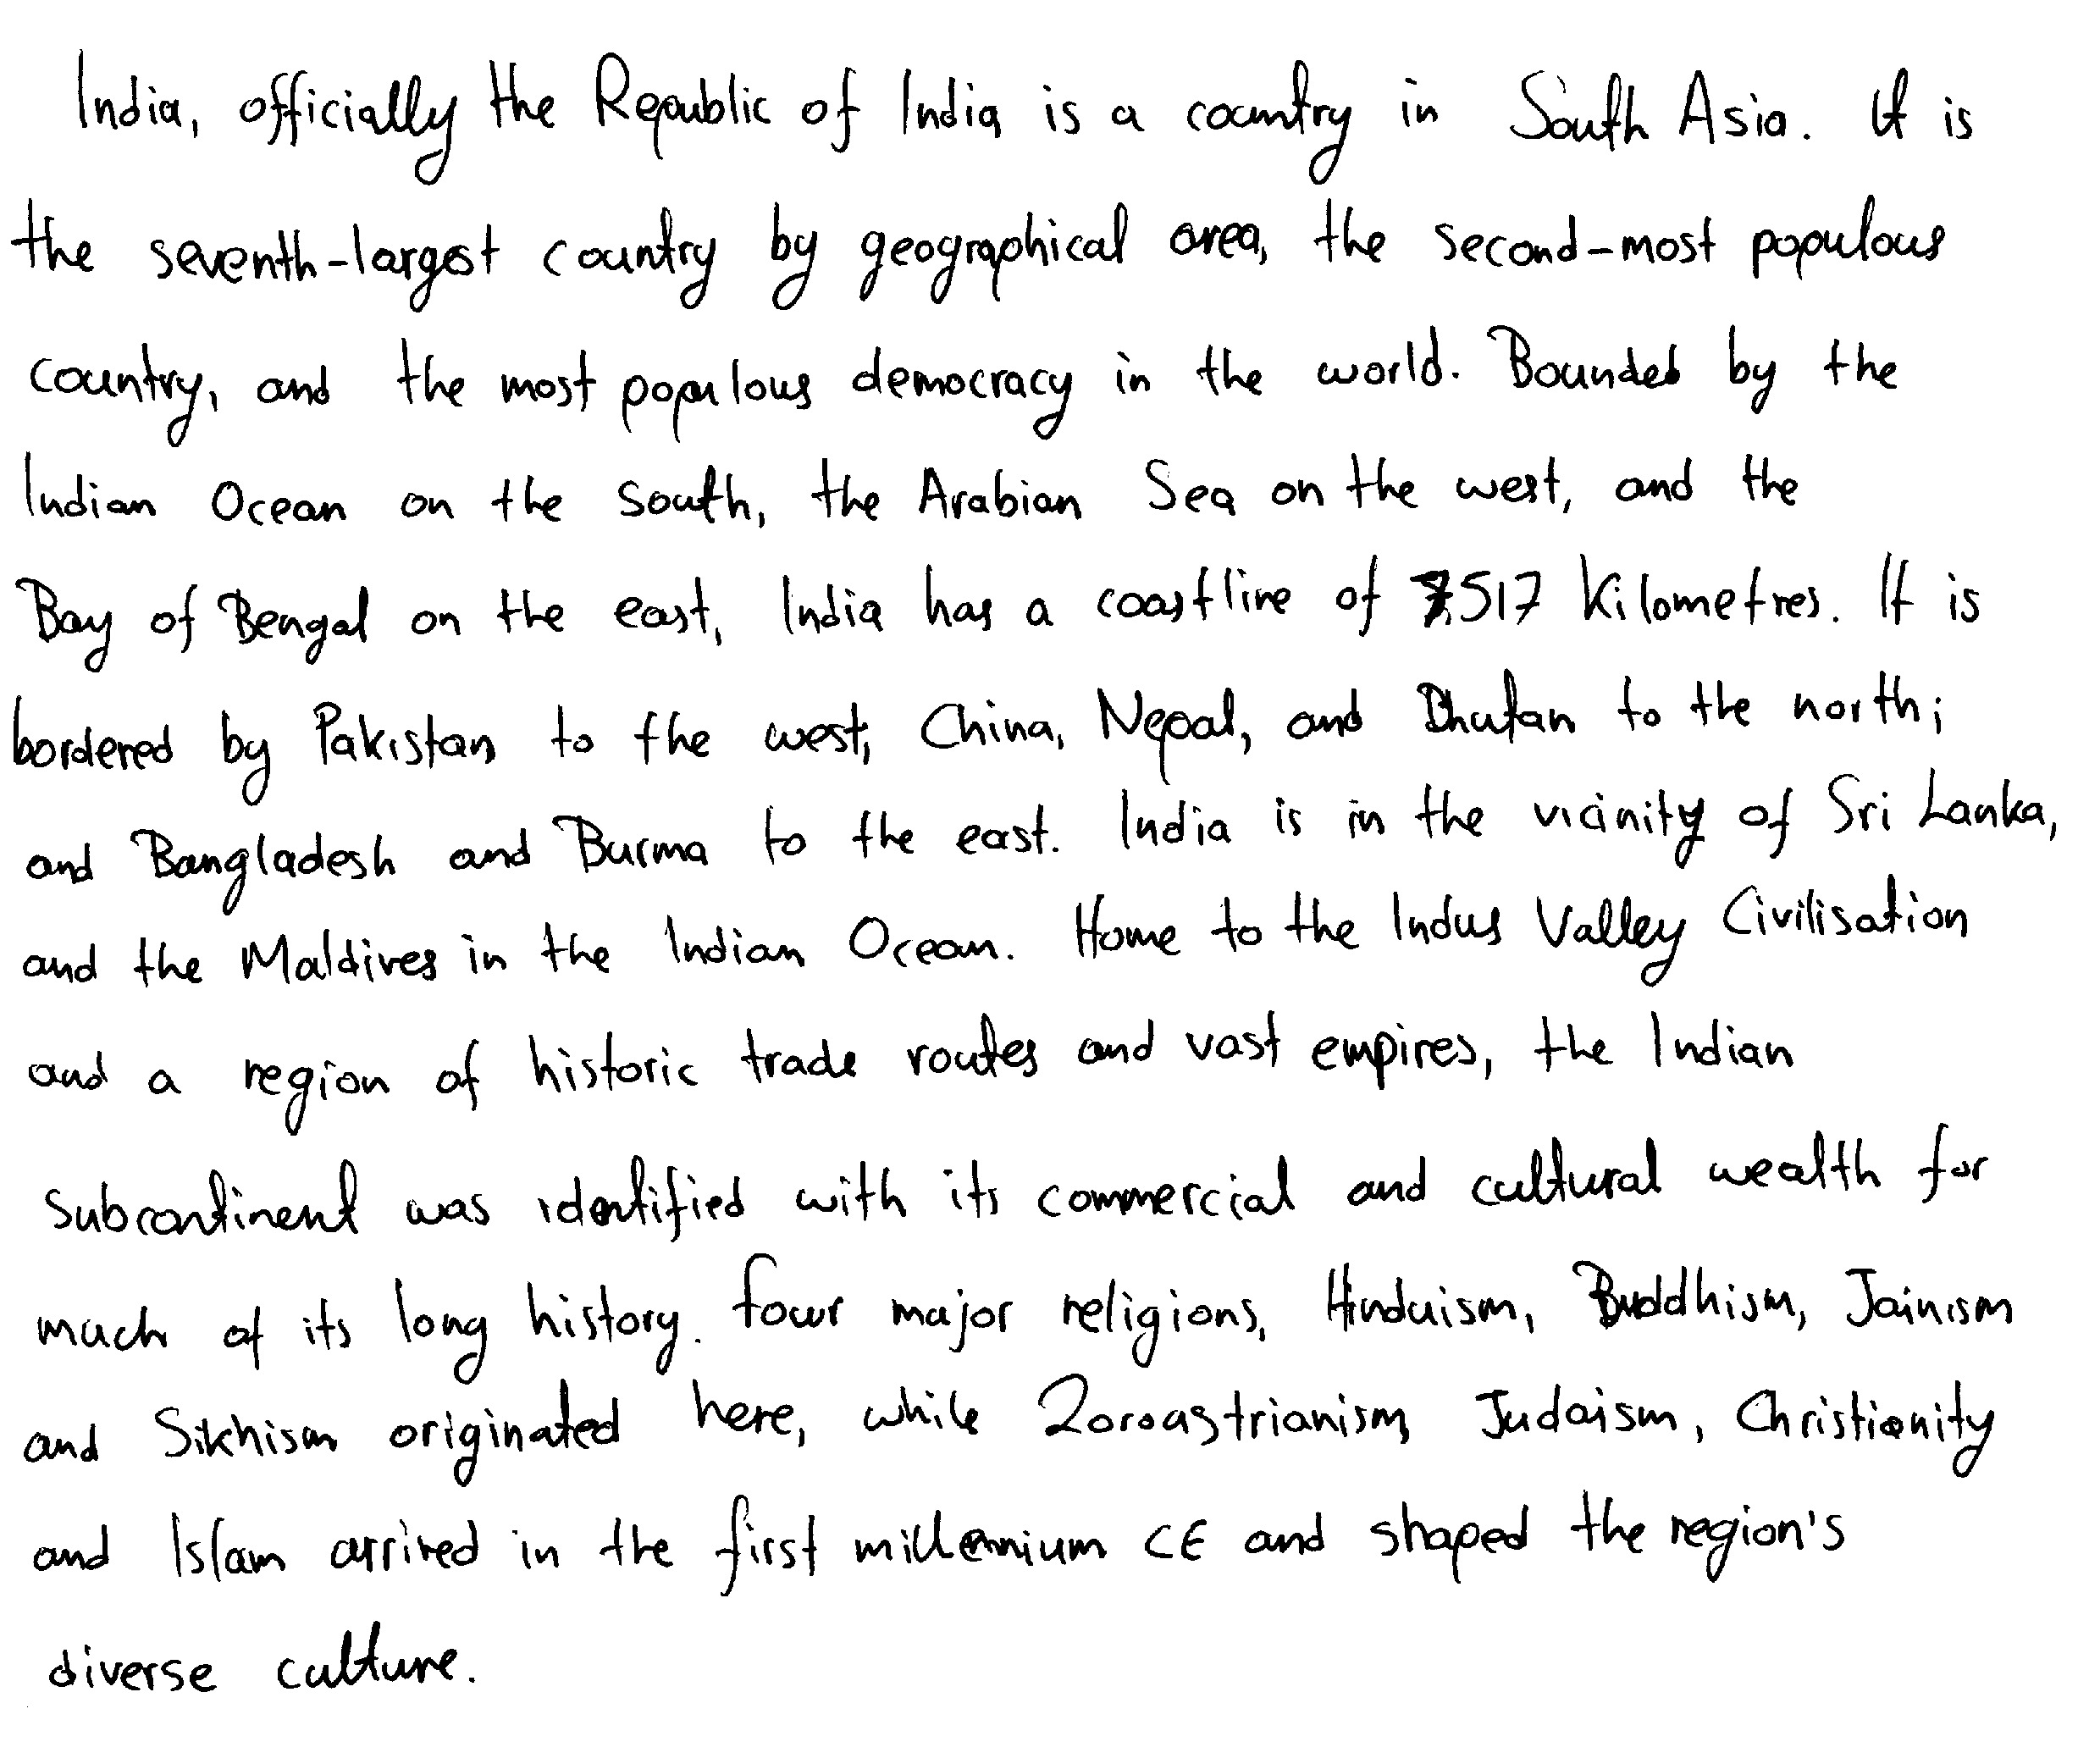 India, officially the Republic of India is a country in South Asia. It is
the seventh-largest country by geographical area, the second-most populous
country, and the most populous democracy in the world. Bounded by the
Indian Ocean on the south, the Arabian Sea on the west, and the
Bay of Bengal on the east, India has a coastline of 7,517 Kilometres. It is
bordered by Pakistan to the west; China, Nepal, and Bhutan to the north;
and Bangladesh and Burma to the east. India is in the vicinity of Sri Lanka,
and the Maldives in the Indian Ocean. Home to the Indus Valley Civilisation
and a region of historic trade routes and vast empires, the Indian
subcontinent was identified with its commercial and cultural wealth for
much of its long history. four major religions, Hinduism, Buddhism, Jainism
and Sikhism originated here, while Zoroastrianism, Judaism, Christianity
and Islam arrived in the first millennium CE and shaped the region's
diverse culture.